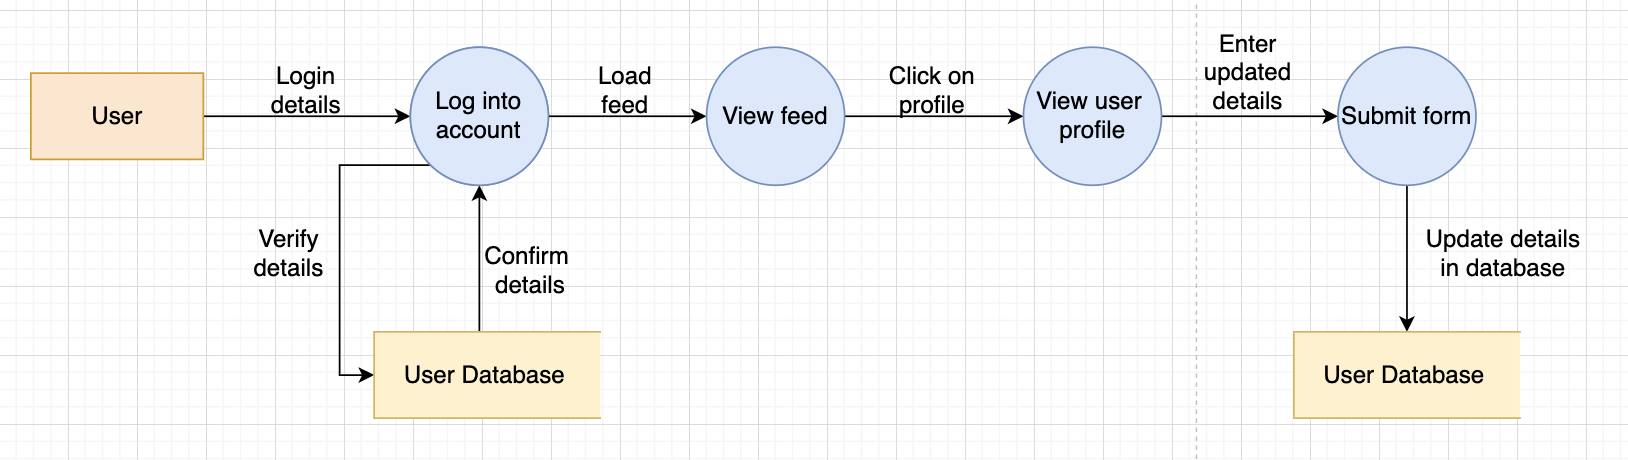 User
Login
details
Log into
account
Load
feed
View feed
Click on
profile
View user
profile
Enter
updated
details
Submit form
Verify
details
Confirm
details
Update details
in database
User Database
User Database